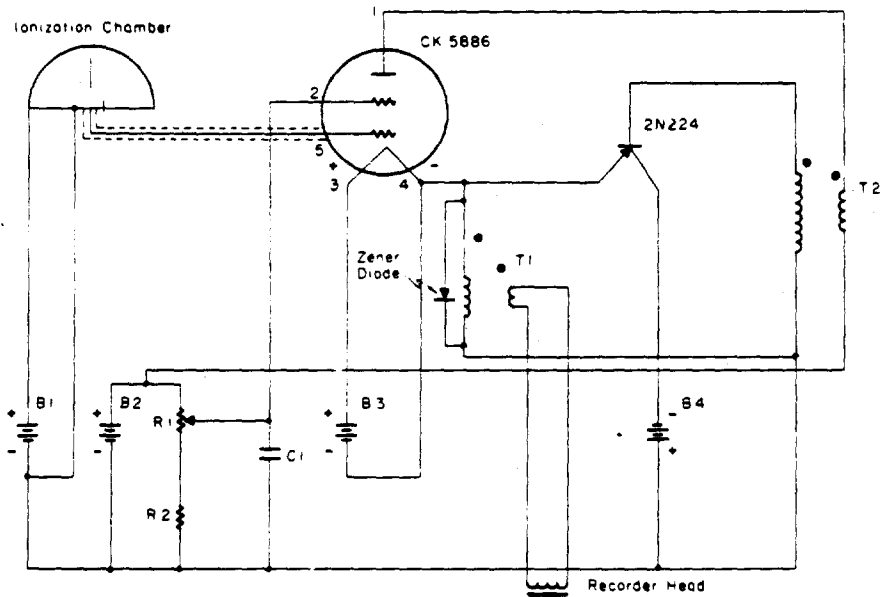 1
Ionization Chamber
CK 5886
2
2N224
5
+
-
3
4
T2
Zener
Diode
T1
+
B1
-
+
B2
-
R1
C1
+
B3
-
-
B4
+
R2
Recorder Head